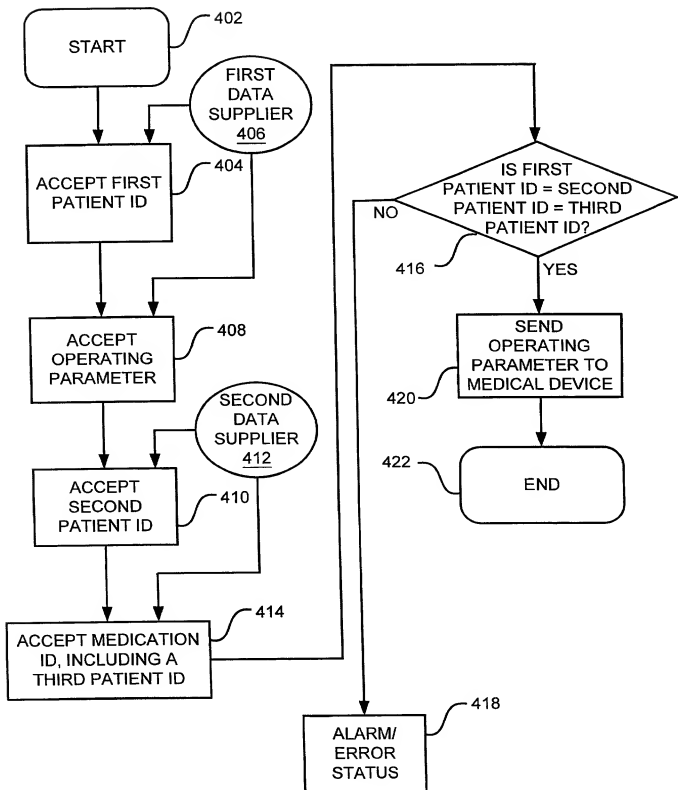 START
402
FIRST
DATA
SUPPLIER
406
ACCEPT FIRST
PATIENT ID
404
ACCEPT
OPERATING
PARAMETER
408
SECOND
DATA
SUPPLIER
412
ACCEPT
SECOND
PATIENT ID
410
ACCEPT MEDICATION
ID, INCLUDING A
THIRD PATIENT ID
414
IS FIRST
PATIENT ID = SECOND
PATIENT ID = THIRD
PATIENT ID?
NO
416
YES
SEND
OPERATING
PARAMETER TO
MEDICAL DEVICE
420
422
END
ALARM/
ERROR
STATUS
418